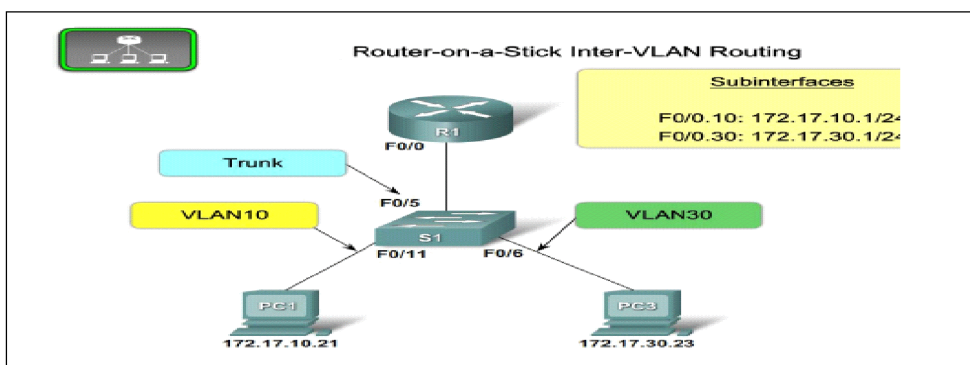 Router-on-a-Stick Inter-VLAN Routing
Subinterfaces
F0/0.10: 172.17.10.1/24
F0/0.30: 172.17.30.1/24
R1
F0/0
Trunk
F0/5
VLAN10
VLAN30
S1
F0/11
F0/6
PC1
PC3
172.17.10.21
172.17.30.23